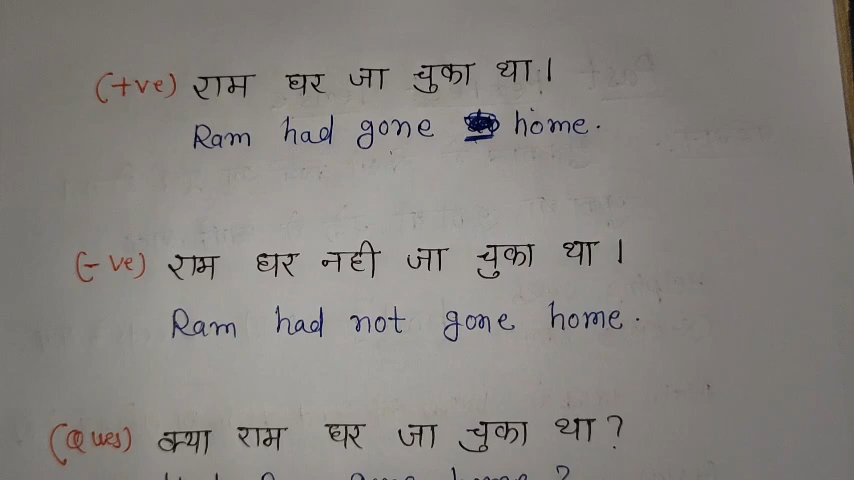 (+ve) राम घर जा चुका था।
Ram had gone home.
(-ve) राम घर नही जा चुका था।
Ram had not gone home.
(Ques) क्या राम घर जा चुका था?